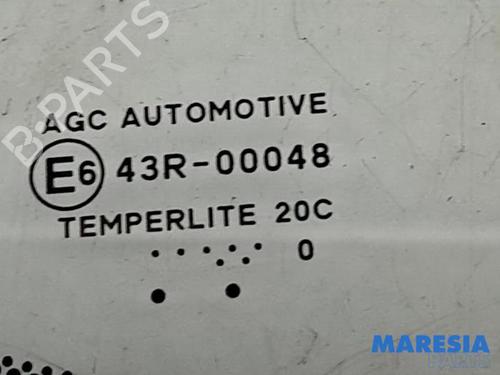 B-PARTS
AGC AUTOMOTIVE
E6 43R-00048
TEMPERLITE 20C
0
MARESIA